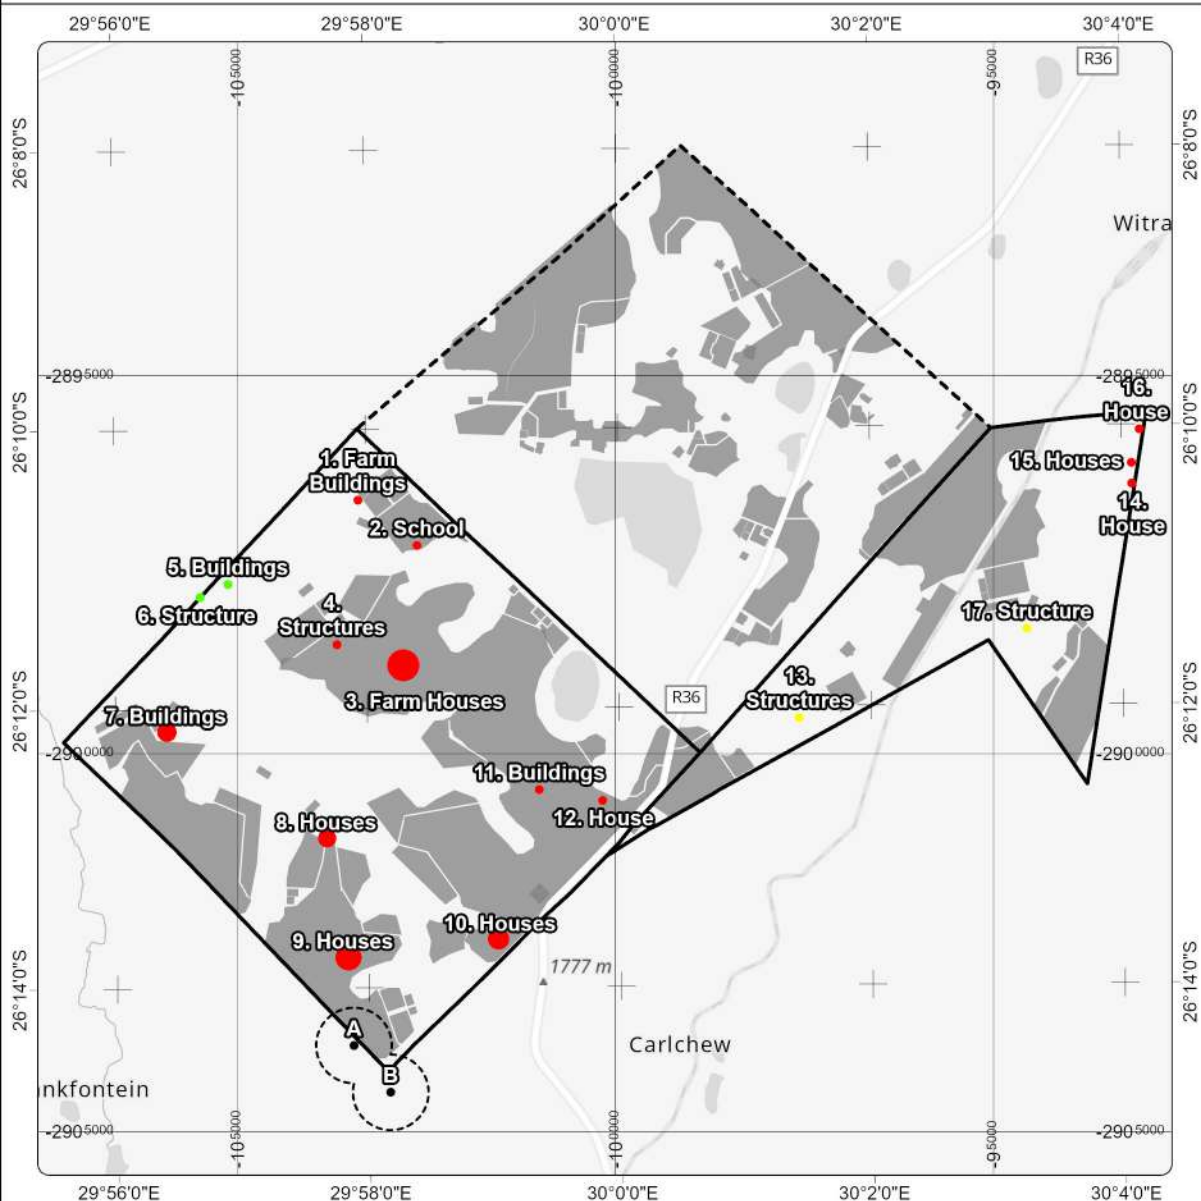 29°56'0"E 29°58'0"E 30°0'0"E 30°2'0"E 30°4'0"E
-105000 -100000 -95000
R36
26°8'0"S 26°8'0"S
Witra
-2895000 -2895000
16.
House
26°10'0"S 26°10'0"S
1. Farm
Buildings
15. Houses
14.
House
2. School
5. Buildings
6. Structure
4.
Structures
17. Structure
3. Farm Houses
R36
13.
Structures
26°12'0"S 26°12'0"S
7. Buildings
-2900000 -2900000
11. Buildings
12. House
8. Houses
10. Houses
9. Houses
1777 m
26°14'0"S 26°14'0"S
A
Carlchew
B
nkfontein
-2905000 -2905000
-105000 -100000 -95000
29°56'0"E 29°58'0"E 30°0'0"E 30°2'0"E 30°4'0"E